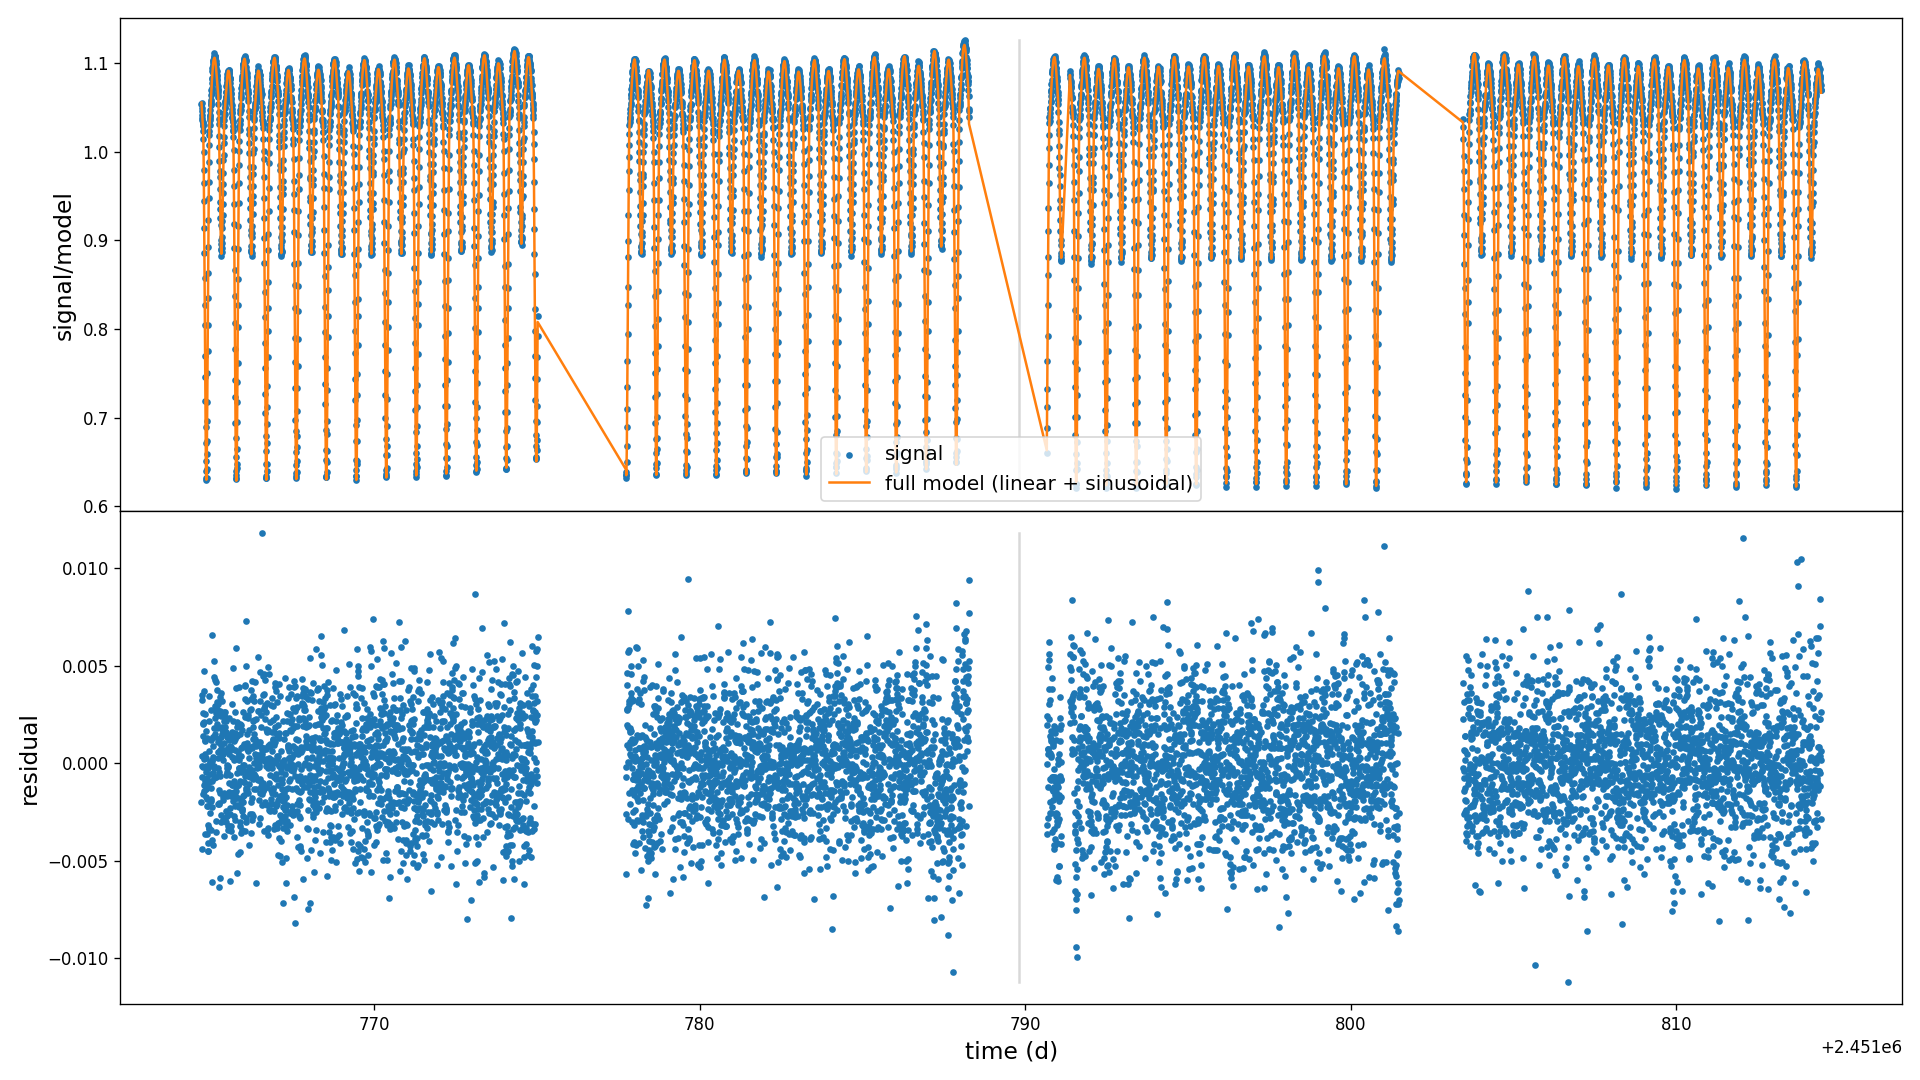 signal/model
1.1
1.0
0.9
0.8
0.7
0.6
signal
full model (linear + sinusoidal)
residual
0.010
0.005
0.000
−0.005
−0.010
770
780
790
800
810
time (d)
+2.451e6